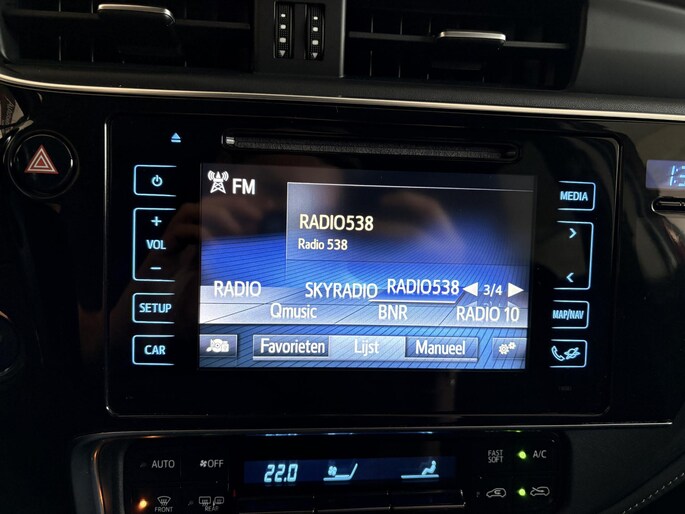 FM
MEDIA
RADIO538
Radio 538
+
VOL
−
RADIO SKYRADIO RADIO538 3/4
Qmusic BNR RADIO 10
SETUP
MAP/NAV
CAR
Favorieten Lijst Manueel
AUTO OFF
22.0
FAST
SOFT
A/C
FRONT
REAR